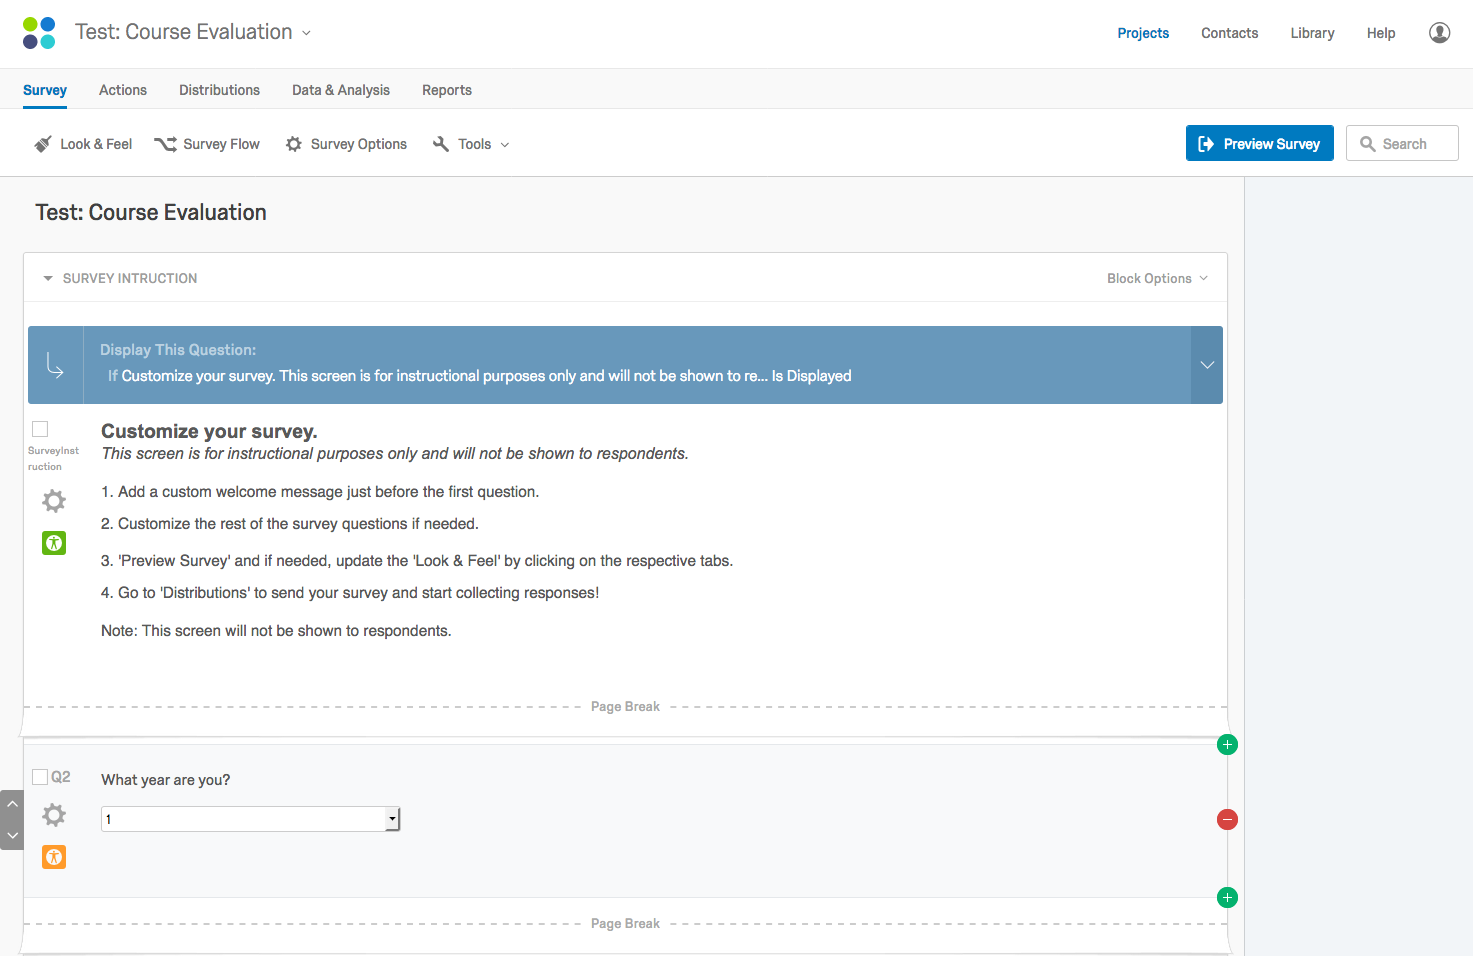 Test: Course Evaluation
Projects
Contacts
Library
Help
Survey
Actions
Distributions
Data & Analysis
Reports
Look & Feel
Survey Flow
Survey Options
Tools
Preview Survey
Search
Test: Course Evaluation
SURVEY INTRUCTION
Block Options
Display This Question:
If Customize your survey. This screen is for instructional purposes only and will not be shown to re... Is Displayed
SurveyInst
ruction
Customize your survey.
This screen is for instructional purposes only and will not be shown to respondents.
1. Add a custom welcome message just before the first question.
2. Customize the rest of the survey questions if needed.
3. 'Preview Survey' and if needed, update the 'Look & Feel' by clicking on the respective tabs.
4. Go to 'Distributions' to send your survey and start collecting responses!
Note: This screen will not be shown to respondents.
Page Break
Q2
What year are you?
1
Page Break